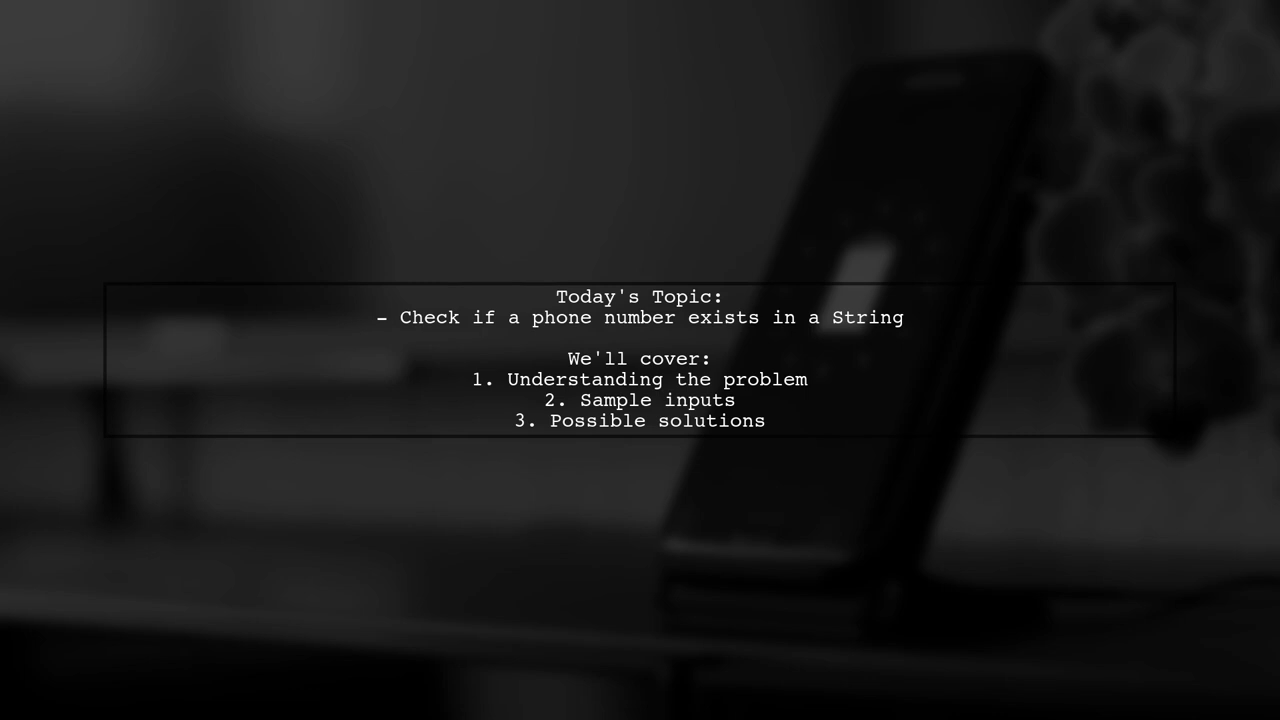 Today's Topic:
- Check if a phone number exists in a String
We'll cover:
1. Understanding the problem
2. Sample inputs
3. Possible solutions